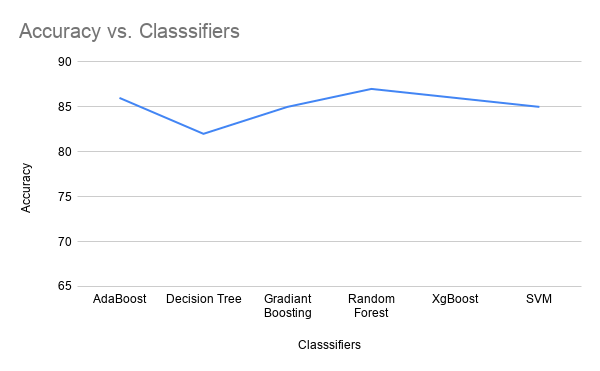 Accuracy vs. Classsifiers
90
85
80
75
70
65
Accuracy
AdaBoost
Decision Tree
Gradiant
Boosting
Random
Forest
XgBoost
SVM
Classsifiers